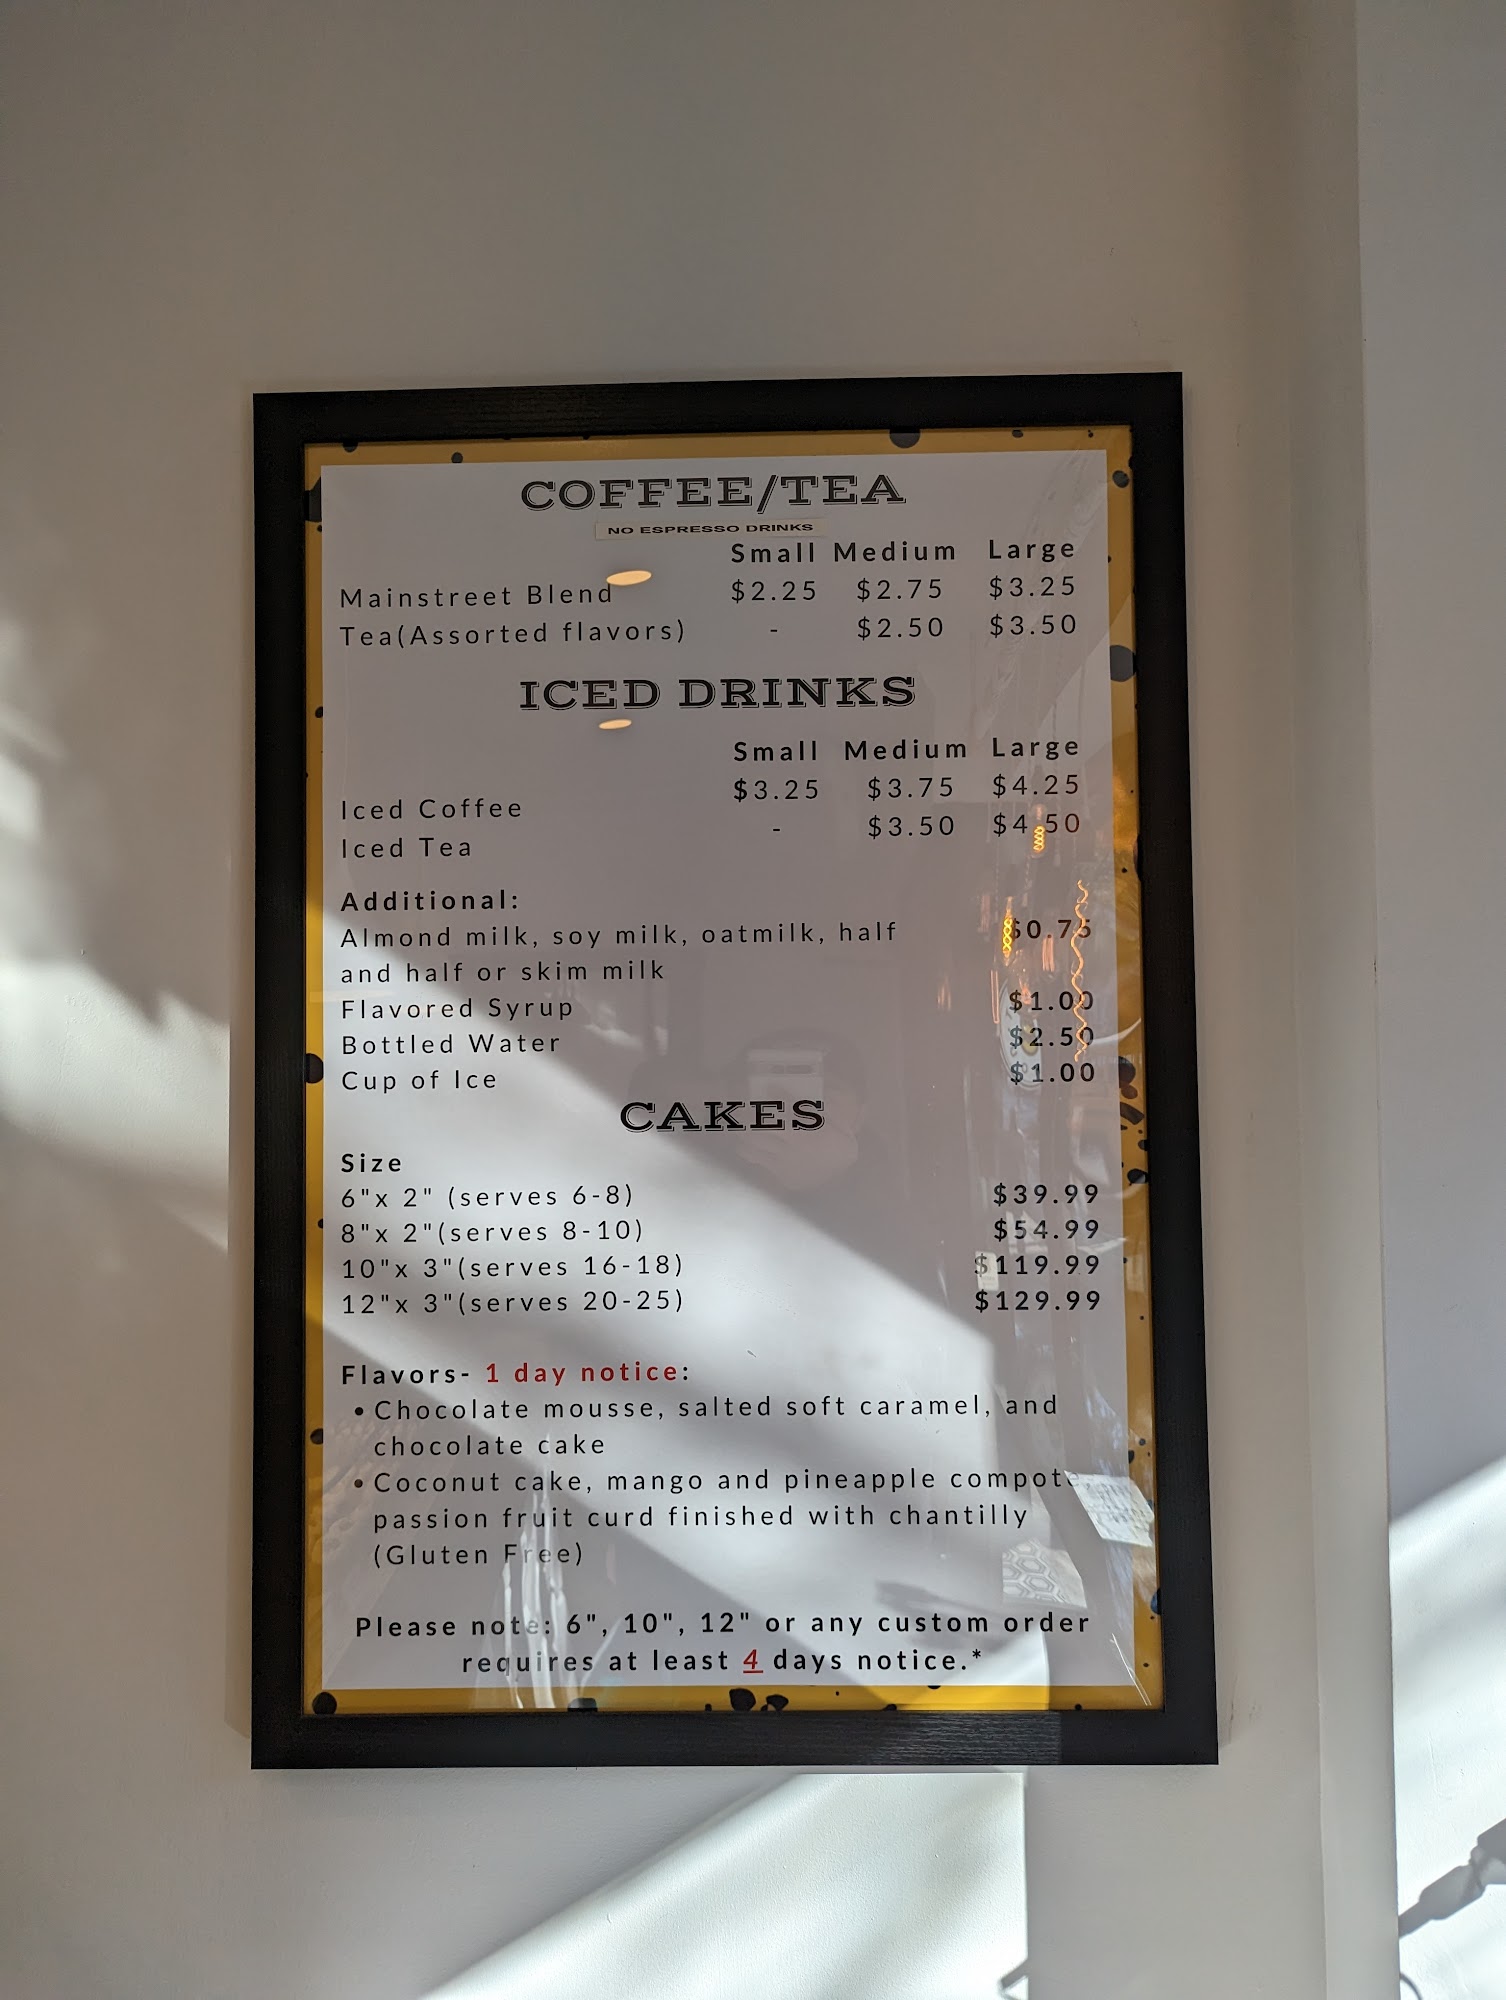 COFFEE/TEA
NO ESPRESSO DRINKS
Small Medium Large
Mainstreet Blend $2.25 $2.75 $3.25
Tea(Assorted flavors) - $2.50 $3.50
ICED DRINKS
Small Medium Large
Iced Coffee $3.25 $3.75 $4.25
Iced Tea - $3.50 $4.50
Additional:
Almond milk, soy milk, oatmilk, half $0.75
and half or skim milk
Flavored Syrup $1.00
Bottled Water $2.50
Cup of Ice $1.00
CAKES
Size
6"x 2" (serves 6-8) $39.99
8"x 2"(serves 8-10) $54.99
10"x 3"(serves 16-18) $119.99
12"x 3"(serves 20-25) $129.99
Flavors- 1 day notice:
• Chocolate mousse, salted soft caramel, and
chocolate cake
• Coconut cake, mango and pineapple compote,
passion fruit curd finished with chantilly
(Gluten Free)
Please note: 6", 10", 12" or any custom order
requires at least 4 days notice.*